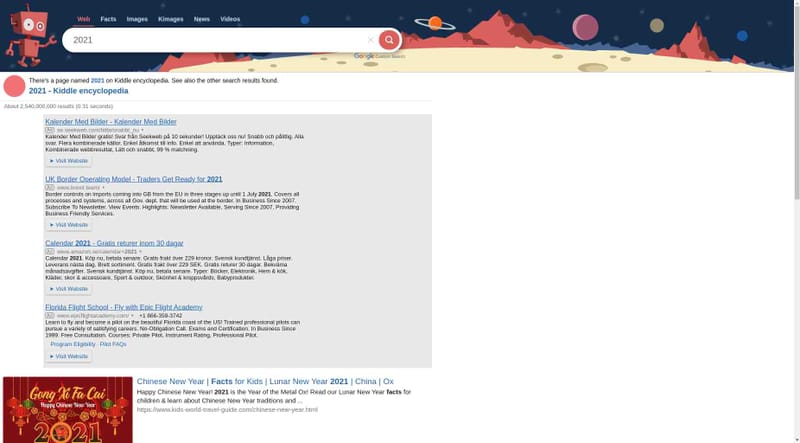 Web Facts Images Kimages News Videos
2021
Google Custom Search
There's a page named 2021 on Kiddle encyclopedia. See also the other search results found.
2021 - Kiddle encyclopedia
About 2,540,000,000 results (0.31 seconds)
Kalender Med Bilder - Kalender Med Bilder
Ad se.seekweb.com/hitta/snabbt_nu
Kalender Med Bilder gratis! Svar från Seekweb på 10 sekunder! Upptäck oss nu! Snabb och pålitlig. Alla
svar. Flera kombinerade källor. Enkel åtkomst till info. Enkel att använda. Typer: Information,
Kombinerade webbresultat, Lätt och snabbt, 99 % matchning.
► Visit Website
UK Border Operating Model - Traders Get Ready for 2021
Ad www.brexit.team/
Border controls on imports coming into GB from the EU in three stages up until 1 July 2021. Covers all
processes and systems, across all Gov. dept. that will be used at the border. In Business Since 2007.
Subscribe To Newsletter. View Events. Highlights: Newsletter Available, Serving Since 2007, Providing
Business Friendly Services.
► Visit Website
Calendar 2021 - Gratis returer inom 30 dagar
Ad www.amazon.se/calendar+2021
Calendar 2021. Köp nu, betala senare. Gratis frakt över 229 kronor. Svensk kundtjänst. Låga priser.
Leverans nästa dag. Brett sortiment. Gratis frakt över 229 SEK. Gratis returer 30 dagar. Bekväma
månadsavgifter. Svensk kundtjänst. Köp nu, betala senare. Typer: Böcker, Elektronik, Hem & kök,
Kläder, skor & accessoare, Sport & outdoor, Skönhet & kroppsvård, Babyprodukter.
► Visit Website
Florida Flight School - Fly with Epic Flight Academy
Ad www.epicflightacademy.com/ +1 866-359-3742
Learn to fly and become a pilot on the beautiful Florida coast of the US! Trained professional pilots can
pursue a variety of satisfying careers. No-Obligation Call. Exams and Certification. In Business Since
1999. Free Consultation. Courses: Private Pilot, Instrument Rating, Professional Pilot.
Program Eligibility · Pilot FAQs
► Visit Website
Gong Xi Fa Cai
Happy Chinese New Year
2021
Chinese New Year | Facts for Kids | Lunar New Year 2021 | China | Ox
Happy Chinese New Year! 2021 is the Year of the Metal Ox! Read our Lunar New Year facts for
children & learn about Chinese New Year traditions and ...
https://www.kids-world-travel-guide.com/chinese-new-year.html